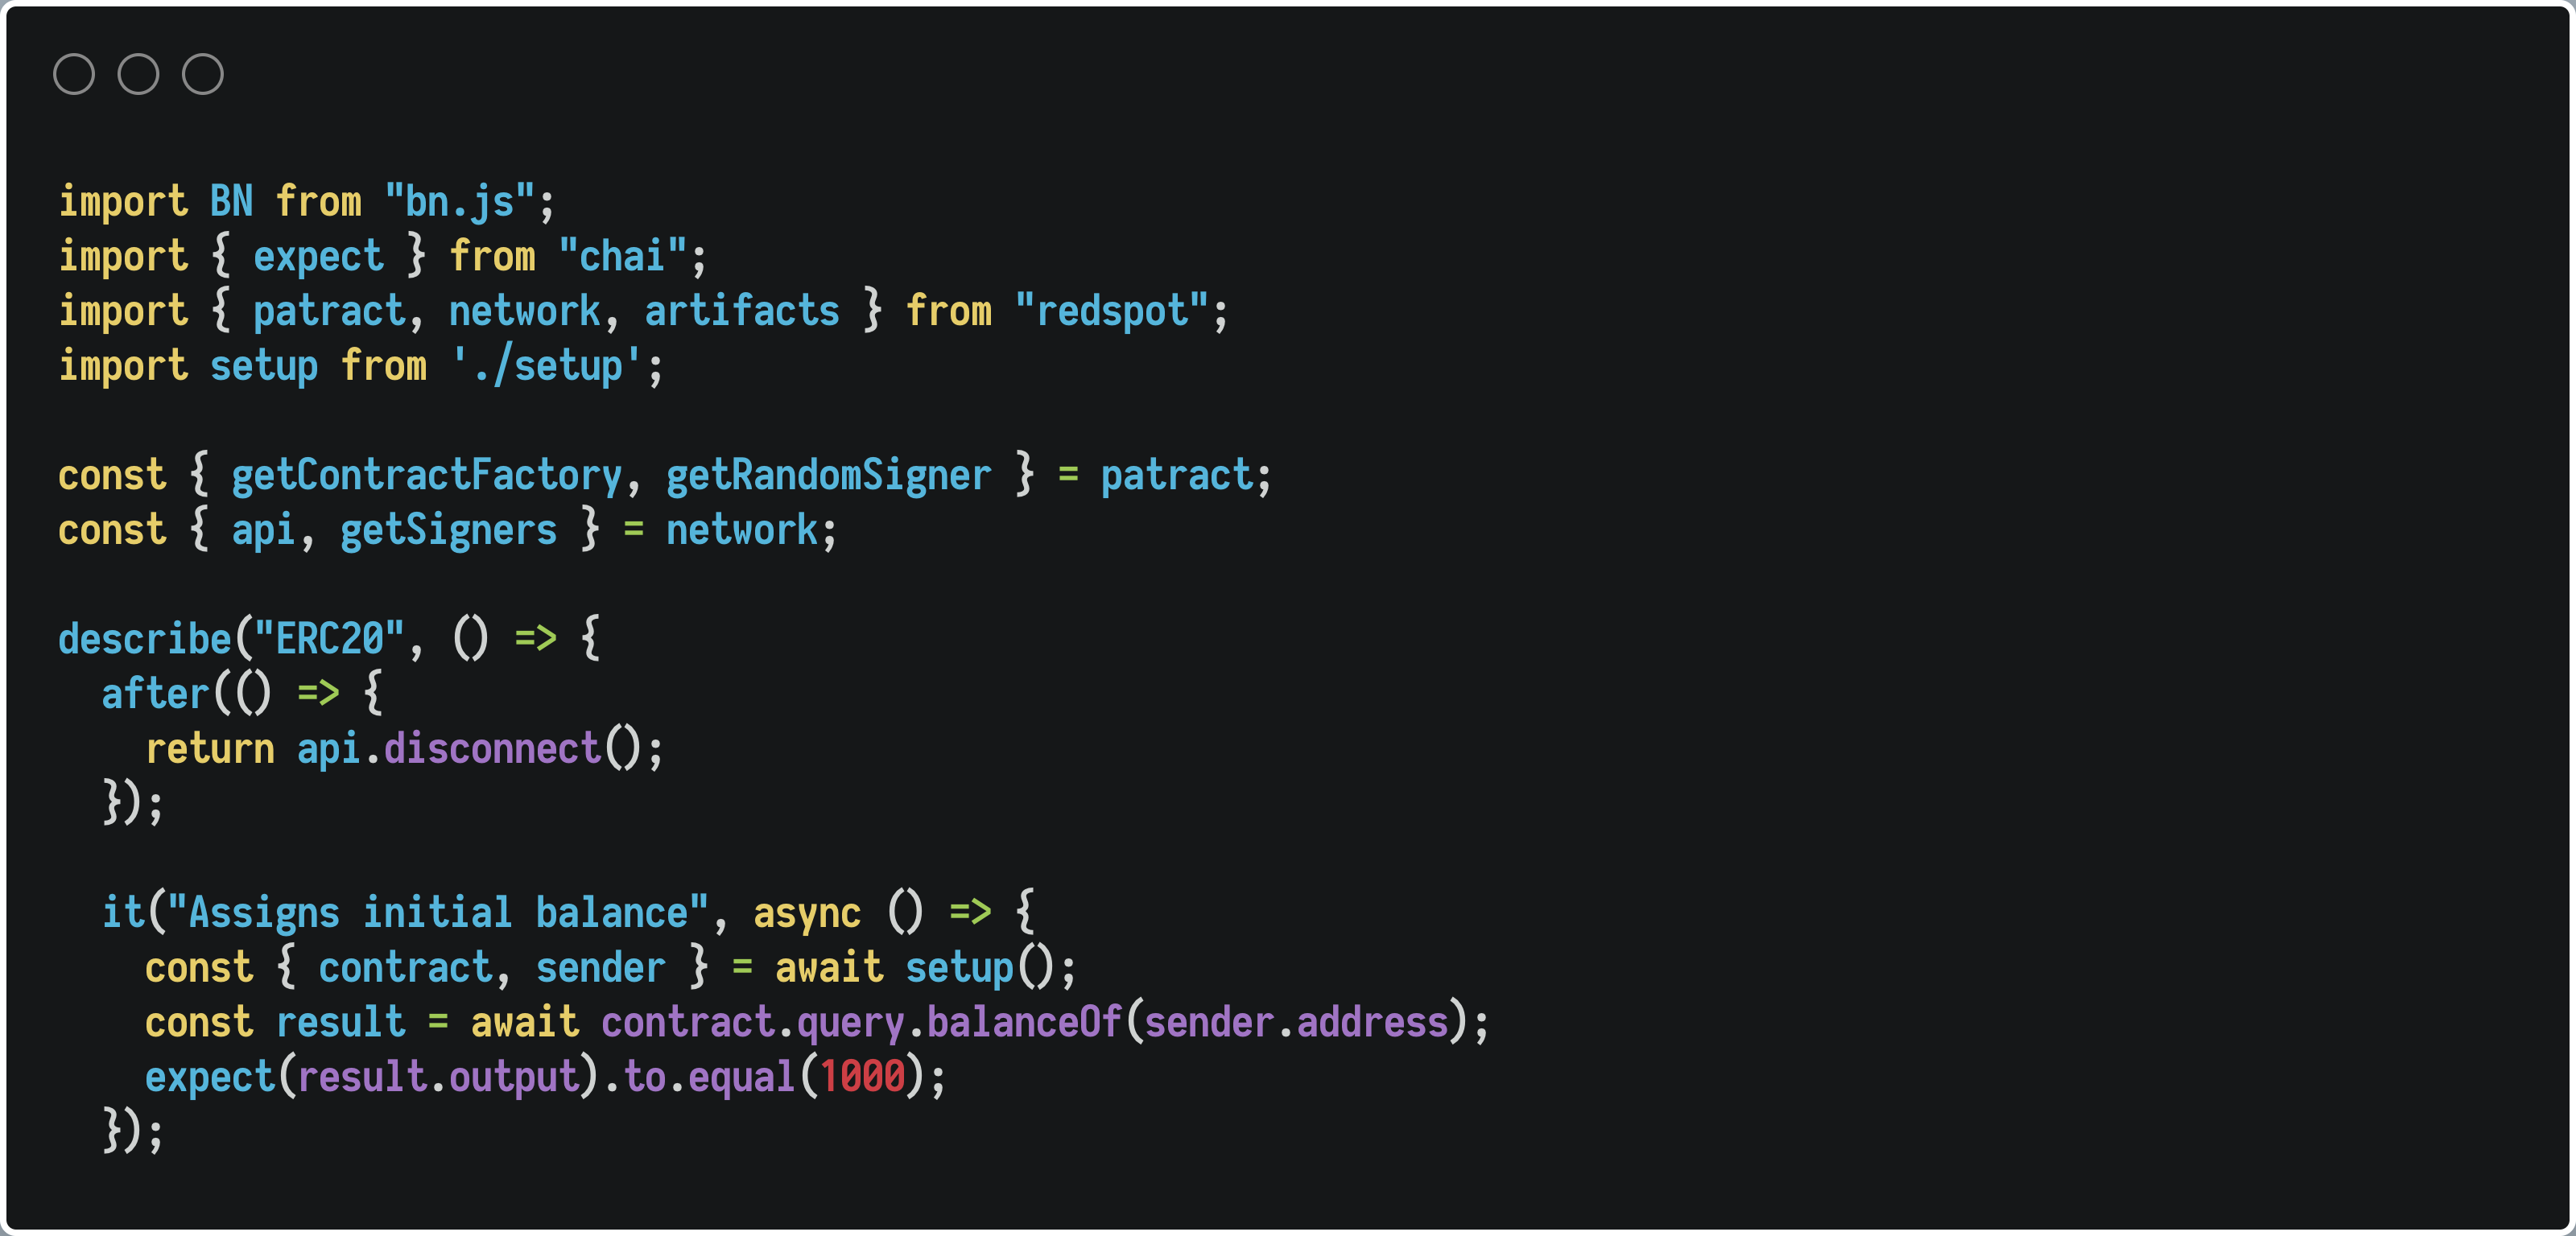 import BN from "bn.js";
import { expect } from "chai";
import { patract, network, artifacts } from "redspot";
import setup from './setup';

const { getContractFactory, getRandomSigner } = patract;
const { api, getSigners } = network;

describe("ERC20", () => {
  after(() => {
    return api.disconnect();
  });

  it("Assigns initial balance", async () => {
    const { contract, sender } = await setup();
    const result = await contract.query.balanceOf(sender.address);
    expect(result.output).to.equal(1000);
  });